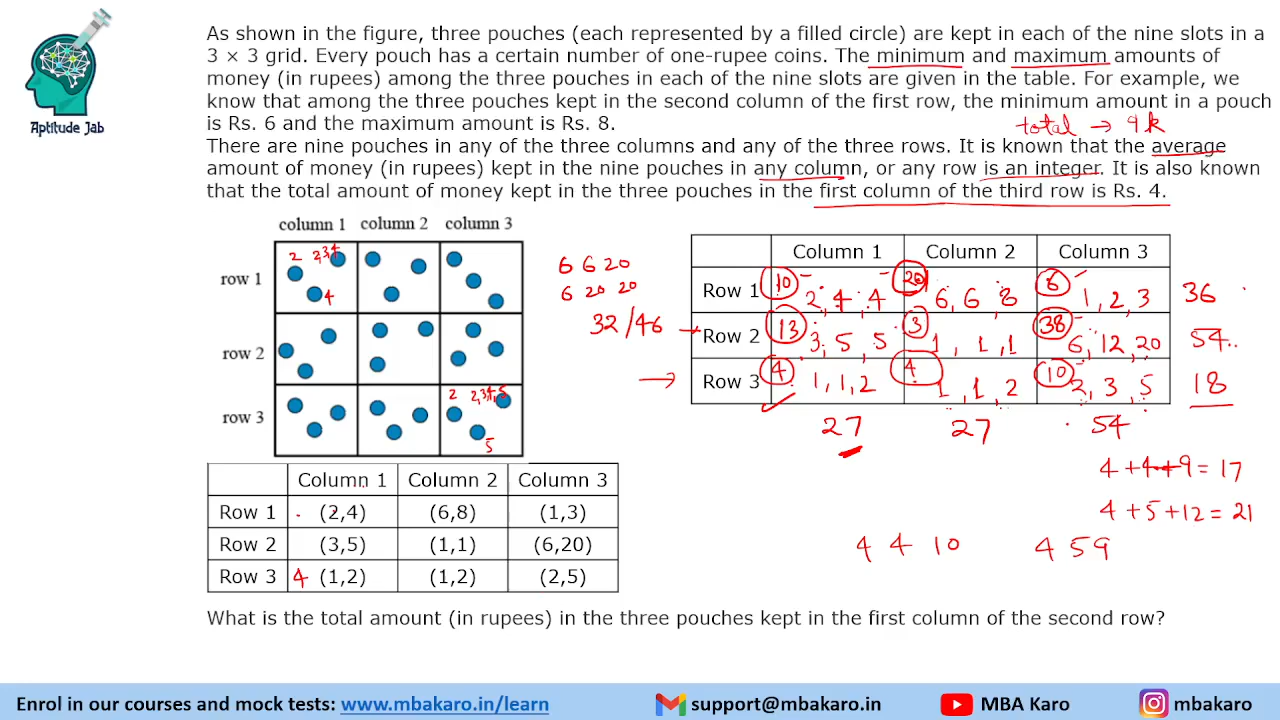 As shown in the figure, three pouches (each represented by a filled circle) are kept in each of the nine slots in a
3 × 3 grid. Every pouch has a certain number of one-rupee coins. The minimum and maximum amounts of
money (in rupees) among the three pouches in each of the nine slots are given in the table. For example, we
know that among the three pouches kept in the second column of the first row, the minimum amount in a pouch
is Rs. 6 and the maximum amount is Rs. 8.
total → 9k
Aptitude Jab
There are nine pouches in any of the three columns and any of the three rows. It is known that the average
amount of money (in rupees) kept in the nine pouches in any column, or any row is an integer. It is also known
that the total amount of money kept in the three pouches in the first column of the third row is Rs. 4.
column 1 column 2 column 3
row 1 2 2,3,4 4
row 2
row 3 2 2,3,4,5 5
6 6 20
6 20 20
32/46
Column 1 Column 2 Column 3
Row 1 10 2, 4, 4 20 6, 6, 8 6 1, 2, 3 36
Row 2 13 3, 5, 5 3 1, 1, 1 38 6, 12, 20 54
Row 3 4 1, 1, 2 4 1, 1, 2 10 2, 3, 5 18
27 27 54
4+4+9=17
4+5+12=21
4 4 10 4 5 9
Column 1 Column 2 Column 3
Row 1 (2,4) (6,8) (1,3)
Row 2 (3,5) (1,1) (6,20)
Row 3 4 (1,2) (1,2) (2,5)
What is the total amount (in rupees) in the three pouches kept in the first column of the second row?
Enrol in our courses and mock tests: www.mbakaro.in/learn support@mbakaro.in MBA Karo mbakaro